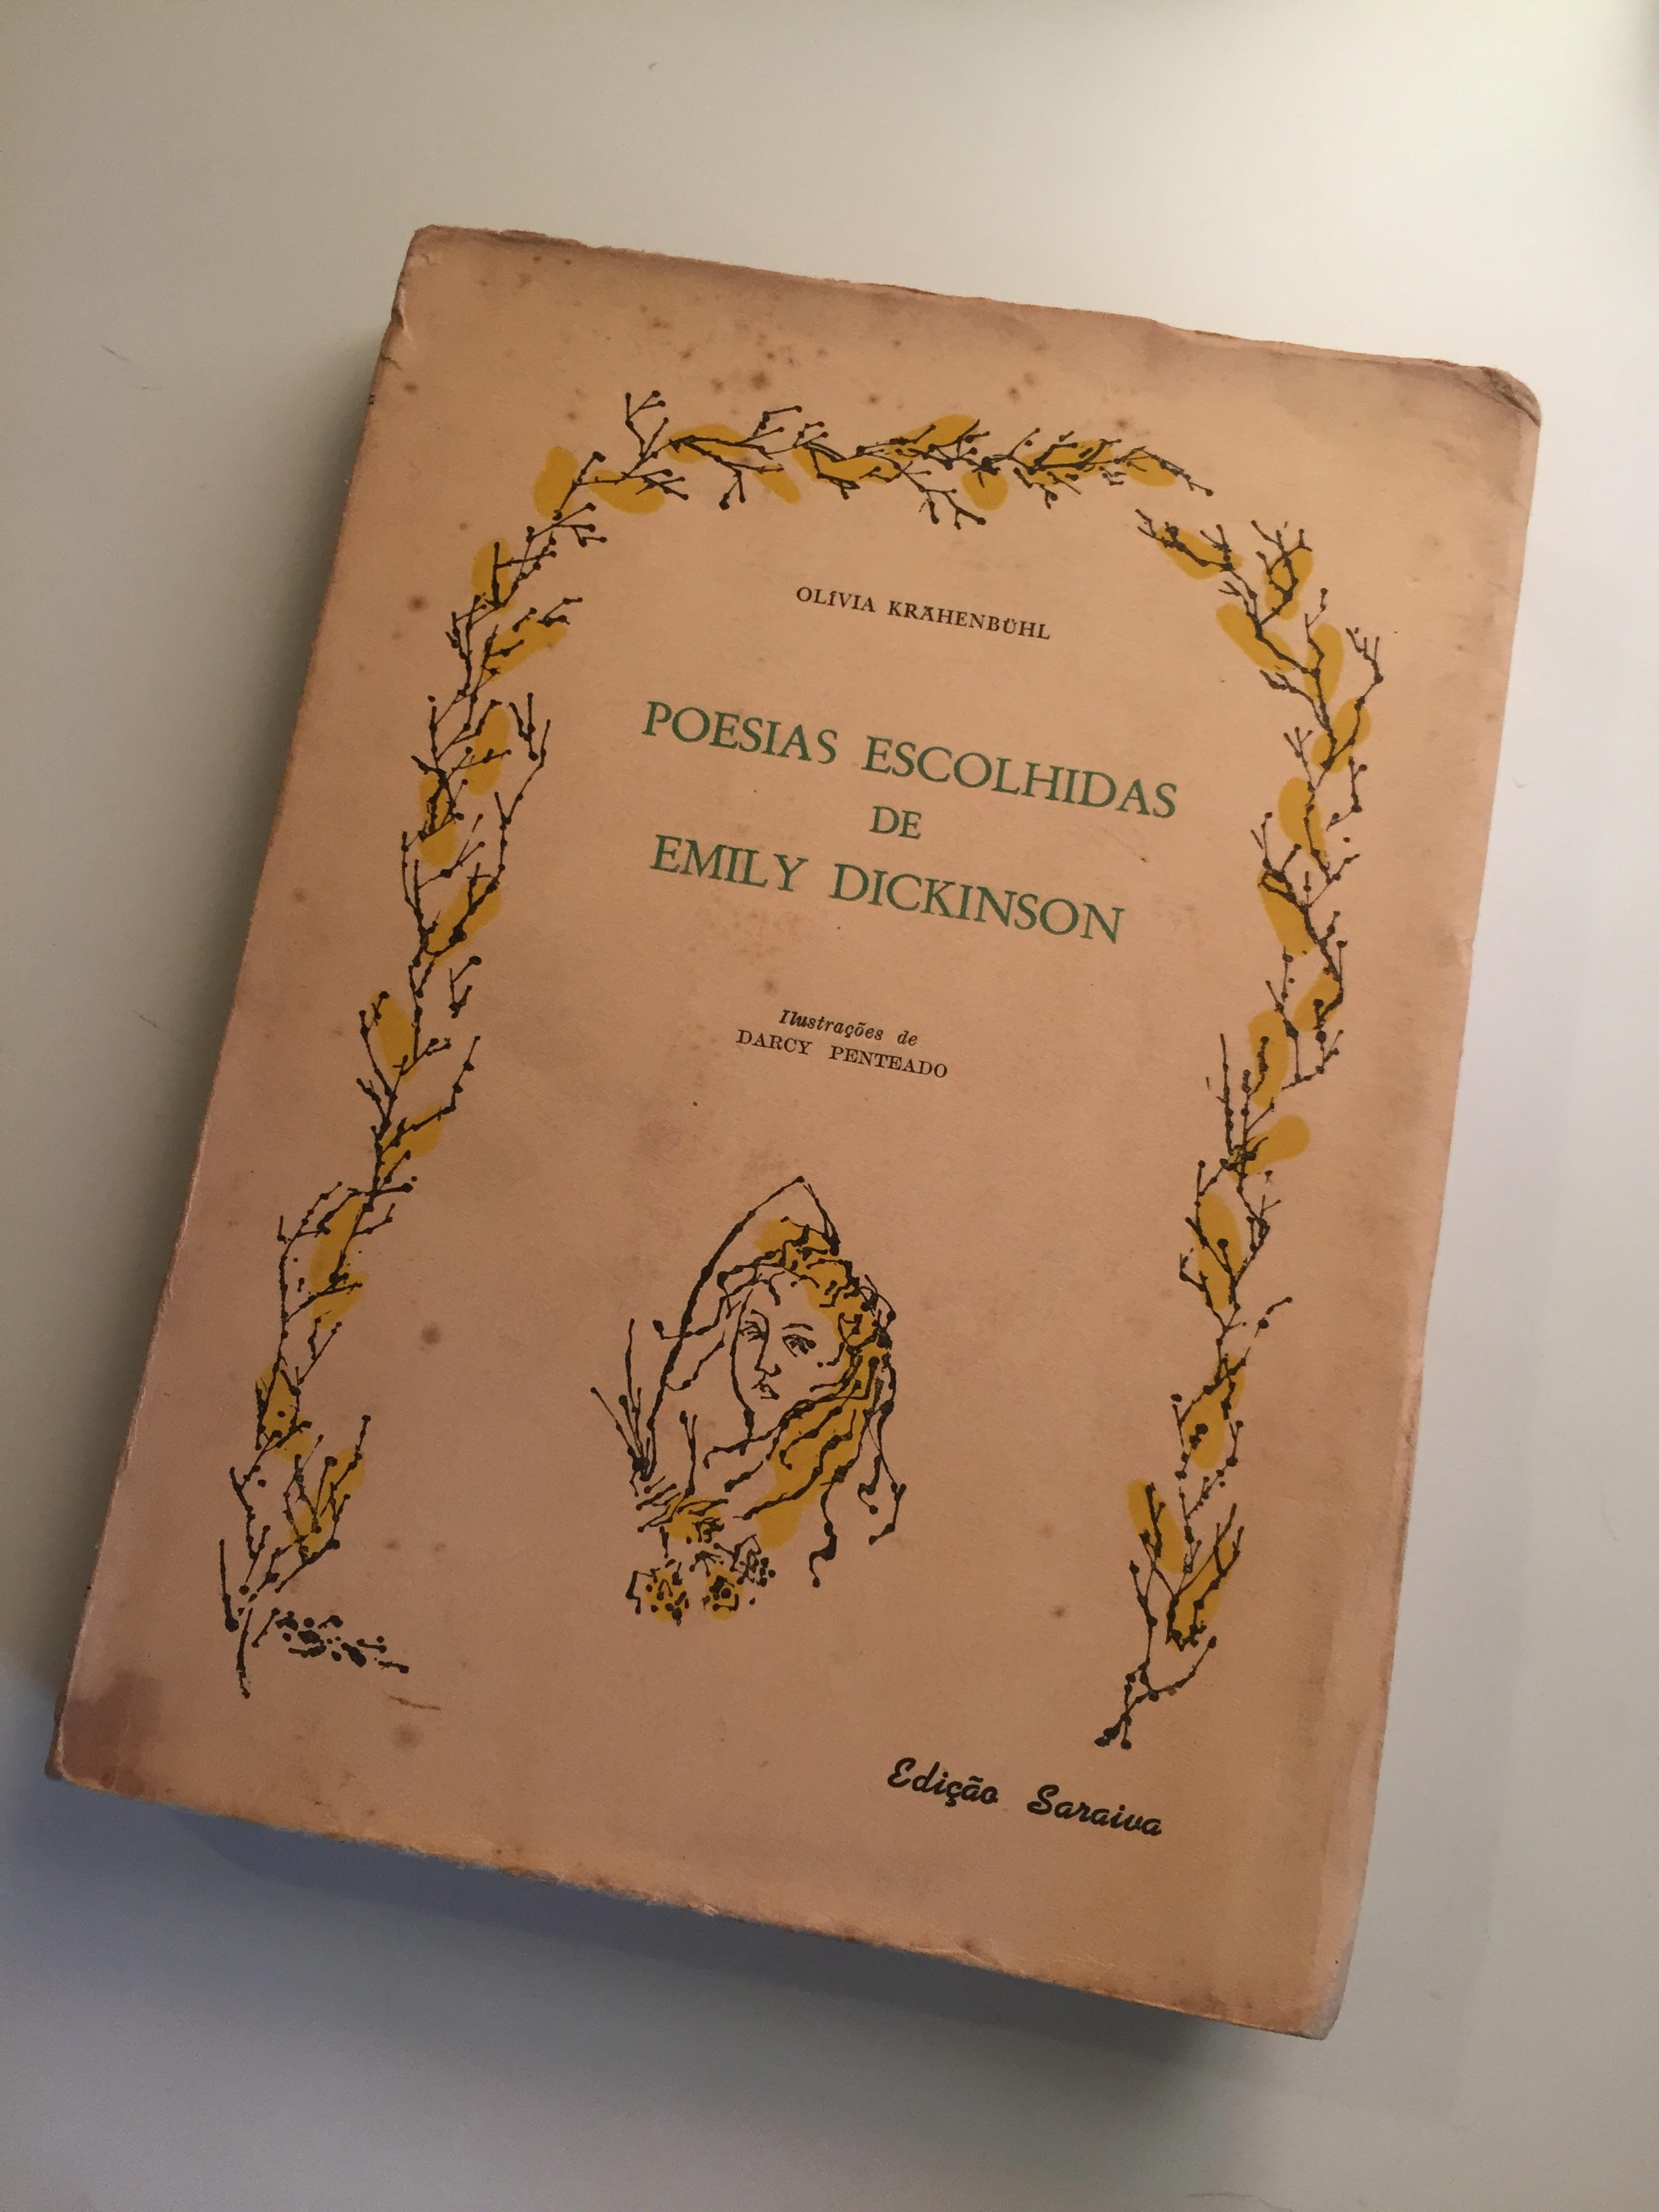 OLÍVIA KRÄHENBÜHL
POESIAS ESCOLHIDAS
DE
EMILY DICKINSON
Ilustrações de
DARCY PENTEADO
Edição Saraiva